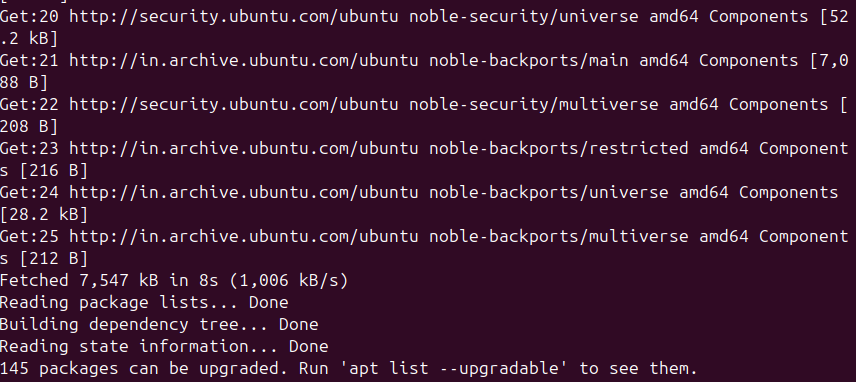 Get:20 http://security.ubuntu.com/ubuntu noble-security/universe amd64 Components [52
.2 kB]
Get:21 http://in.archive.ubuntu.com/ubuntu noble-backports/main amd64 Components [7,0
88 B]
Get:22 http://security.ubuntu.com/ubuntu noble-security/multiverse amd64 Components [
208 B]
Get:23 http://in.archive.ubuntu.com/ubuntu noble-backports/restricted amd64 Component
s [216 B]
Get:24 http://in.archive.ubuntu.com/ubuntu noble-backports/universe amd64 Components
[28.2 kB]
Get:25 http://in.archive.ubuntu.com/ubuntu noble-backports/multiverse amd64 Component
s [212 B]
Fetched 7,547 kB in 8s (1,006 kB/s)
Reading package lists... Done
Building dependency tree... Done
Reading state information... Done
145 packages can be upgraded. Run 'apt list --upgradable' to see them.